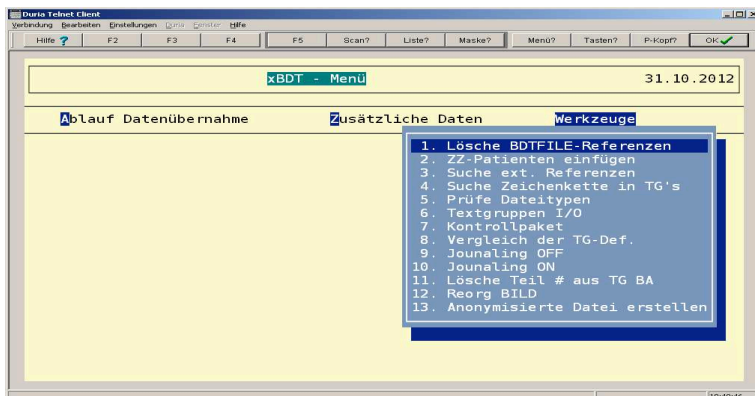 Duria Telnet Client
Verbindung Bearbeiten Einstellungen Duria Fenster Hilfe
Hilfe ? F2 F3 F4 F5 Scan? Liste? Maske? Menü? Tasten? P-Kopf? OK
xBDT - Menü 31.10.2012
Ablauf Datenübernahme Zusätzliche Daten Werkzeuge
1. Lösche BDTFILE-Referenzen
2. ZZ-Patienten einfügen
3. Suche ext. Referenzen
4. Suche Zeichenkette in TG's
5. Prüfe Dateitypen
6. Textgruppen I/O
7. Kontrollpaket
8. Vergleich der TG-Def.
9. Jounaling OFF
10. Jounaling ON
11. Lösche Teil # aus TG BA
12. Reorg BILD
13. Anonymisierte Datei erstellen